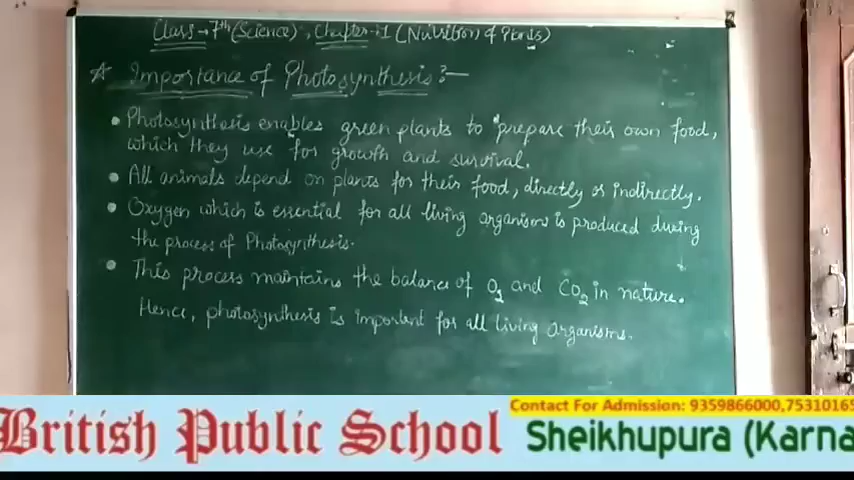 Class → 7th (Science), Chapter-1 (Nutrition of Plants)
☆ Importance of Photosynthesis :-
• Photosynthesis enables green plants to prepare their own food,
which they use for growth and survival.
• All animals depend on plants for their food, directly or indirectly.
• Oxygen which is essential for all living organisms is produced during
the process of Photosynthesis.
• This process maintains the balance of O₂ and CO₂ in nature.
Hence, photosynthesis is important for all living organisms.
Contact For Admission: 9359866000,75310165
British Public School
Sheikhupura (Karna